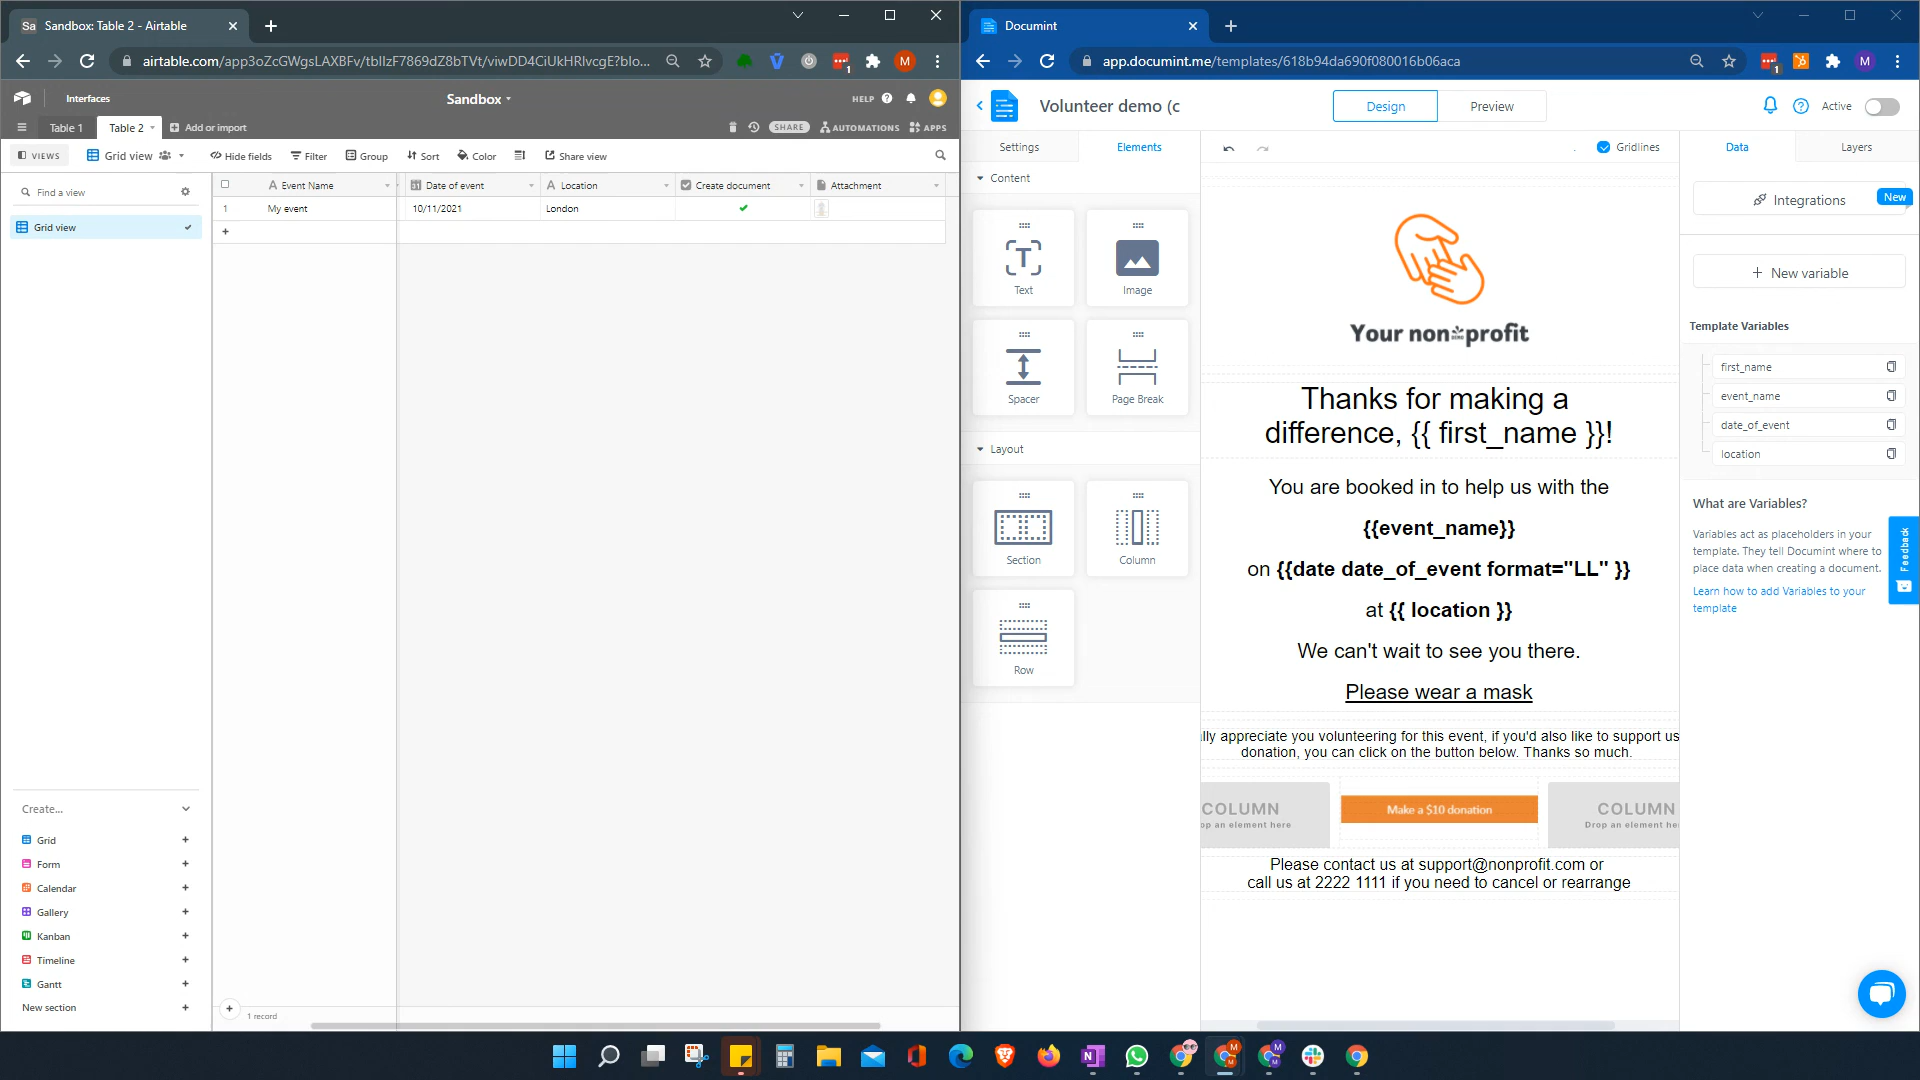 Sandbox: Table 2 - Airtable
airtable.com/app3oZcGWgsLAXBFv/tblIzF7869dZ8bTVt/viwDD4CiUkHRlvcgE?blo...
Interfaces
Sandbox
HELP
Table 1
Table 2
Add or import
SHARE
AUTOMATIONS
APPS
VIEWS
Grid view
Hide fields
Filter
Group
Sort
Color
Share view
Find a view
Grid view
Event Name
Date of event
Location
Create document
Attachment
1
My event
10/11/2021
London
Create...
Grid
Form
Calendar
Gallery
Kanban
Timeline
Gantt
New section
1 record
Documint
app.documint.me/templates/618b94da690f080016b06aca
Volunteer demo (c
Design
Preview
Active
Settings
Elements
Gridlines
Data
Layers
Content
Text
Image
Spacer
Page Break
Layout
Section
Column
Row
Your non profit
Thanks for making a
difference, {{ first_name }}!
You are booked in to help us with the
{{event_name}}
on {{date date_of_event format="LL" }}
at {{ location }}
We can't wait to see you there.
Please wear a mask
lly appreciate you volunteering for this event, if you'd also like to support us
donation, you can click on the button below. Thanks so much.
COLUMN
op an element here
Make a $10 donation
COLUMN
Drop an element her
Please contact us at support@nonprofit.com or
call us at 2222 1111 if you need to cancel or rearrange
Integrations
New
New variable
Template Variables
first_name
event_name
date_of_event
location
What are Variables?
Variables act as placeholders in your
template. They tell Documint where to
place data when creating a document.
Learn how to add Variables to your
template
Feedback